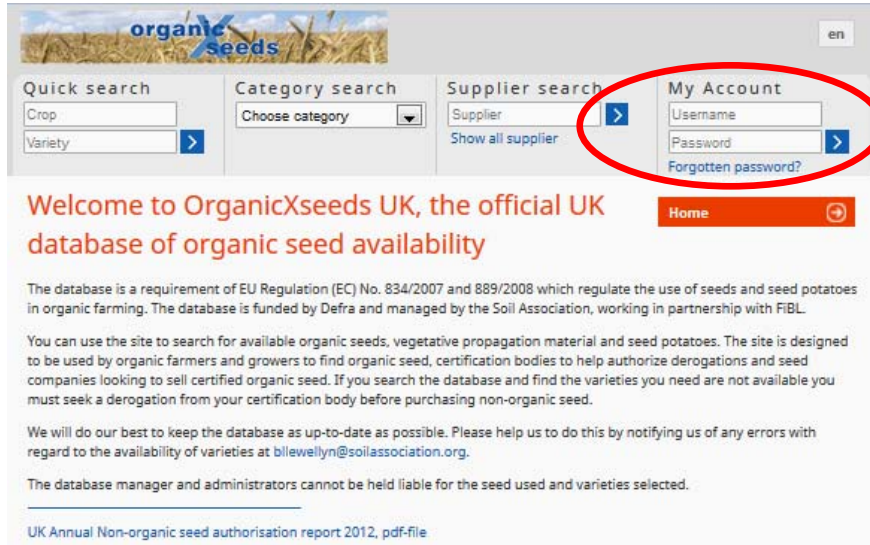 organic
Xseeds
en
Quick search
Crop
Variety
Category search
Choose category
Supplier search
Supplier
Show all supplier
My Account
Username
Password
Forgotten password?
Welcome to OrganicXseeds UK, the official UK
database of organic seed availability
Home
The database is a requirement of EU Regulation (EC) No. 834/2007 and 889/2008 which regulate the use of seeds and seed potatoes
in organic farming. The database is funded by Defra and managed by the Soil Association, working in partnership with FiBL.
You can use the site to search for available organic seeds, vegetative propagation material and seed potatoes. The site is designed
to be used by organic farmers and growers to find organic seed, certification bodies to help authorize derogations and seed
companies looking to sell certified organic seed. If you search the database and find the varieties you need are not available you
must seek a derogation from your certification body before purchasing non-organic seed.
We will do our best to keep the database as up-to-date as possible. Please help us to do this by notifying us of any errors with
regard to the availability of varieties at bllewellyn@soilassociation.org.
The database manager and administrators cannot be held liable for the seed used and varieties selected.
UK Annual Non-organic seed authorisation report 2012, pdf-file